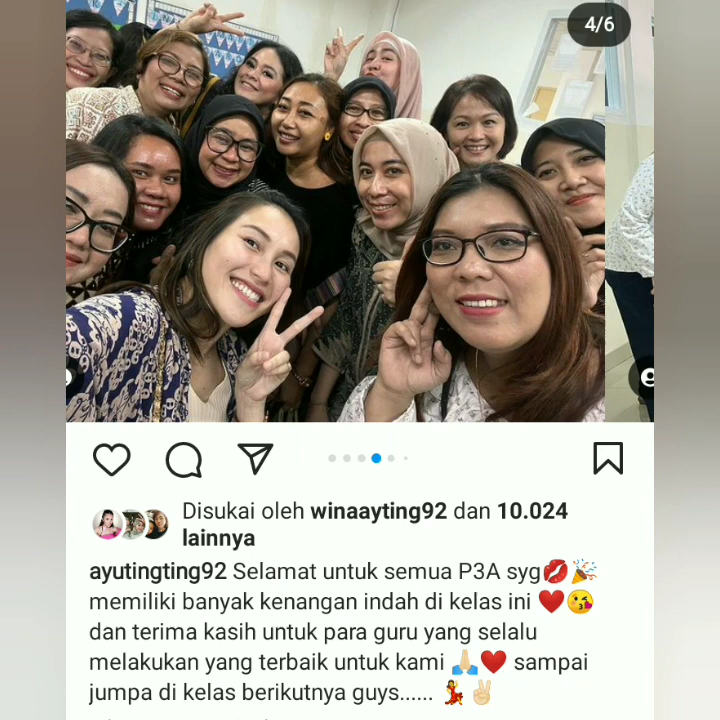 4/6
Disukai oleh winaayting92 dan 10.024
lainnya
ayutingting92 Selamat untuk semua P3A syg💋🎉
memiliki banyak kenangan indah di kelas ini ❤️😘
dan terima kasih untuk para guru yang selalu
melakukan yang terbaik untuk kami 🙏🏻❤️ sampai
jumpa di kelas berikutnya guys...... 💃✌🏻